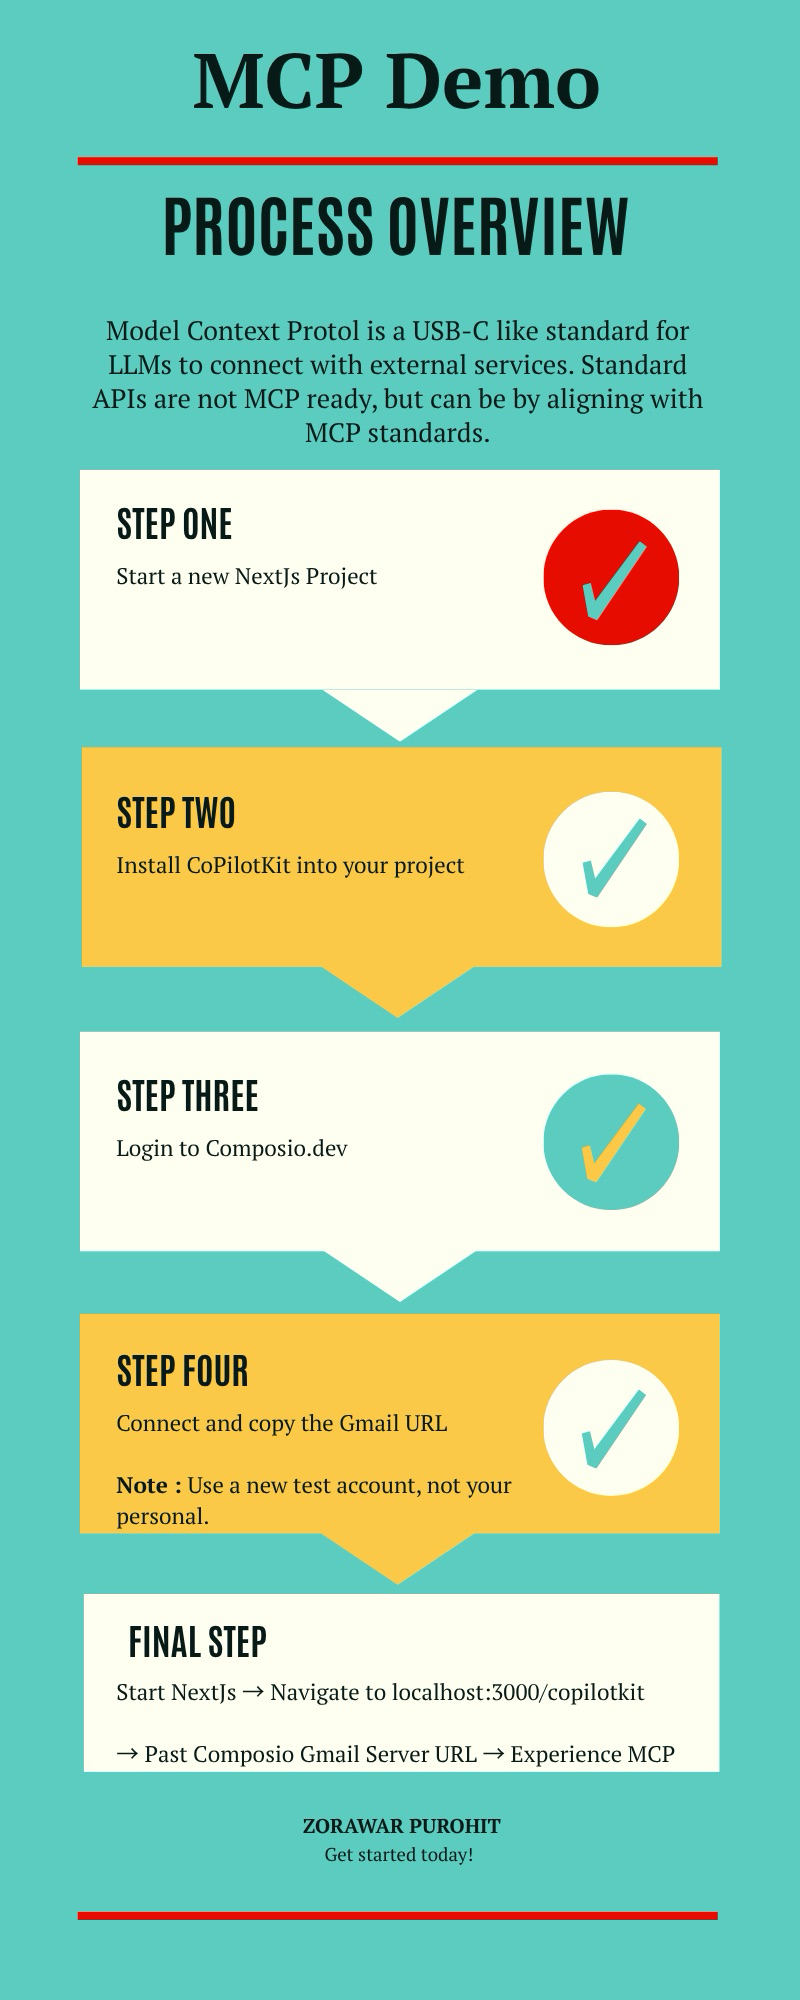 MCP Demo
PROCESS OVERVIEW
Model Context Protol is a USB-C like standard for
LLMs to connect with external services. Standard
APIs are not MCP ready, but can be by aligning with
MCP standards.
STEP ONE
Start a new NextJs Project
STEP TWO
Install CoPilotKit into your project
STEP THREE
Login to Composio.dev
STEP FOUR
Connect and copy the Gmail URL
Note : Use a new test account, not your
personal.
FINAL STEP
Start NextJs → Navigate to localhost:3000/copilotkit
→ Past Composio Gmail Server URL → Experience MCP
ZORAWAR PUROHIT
Get started today!